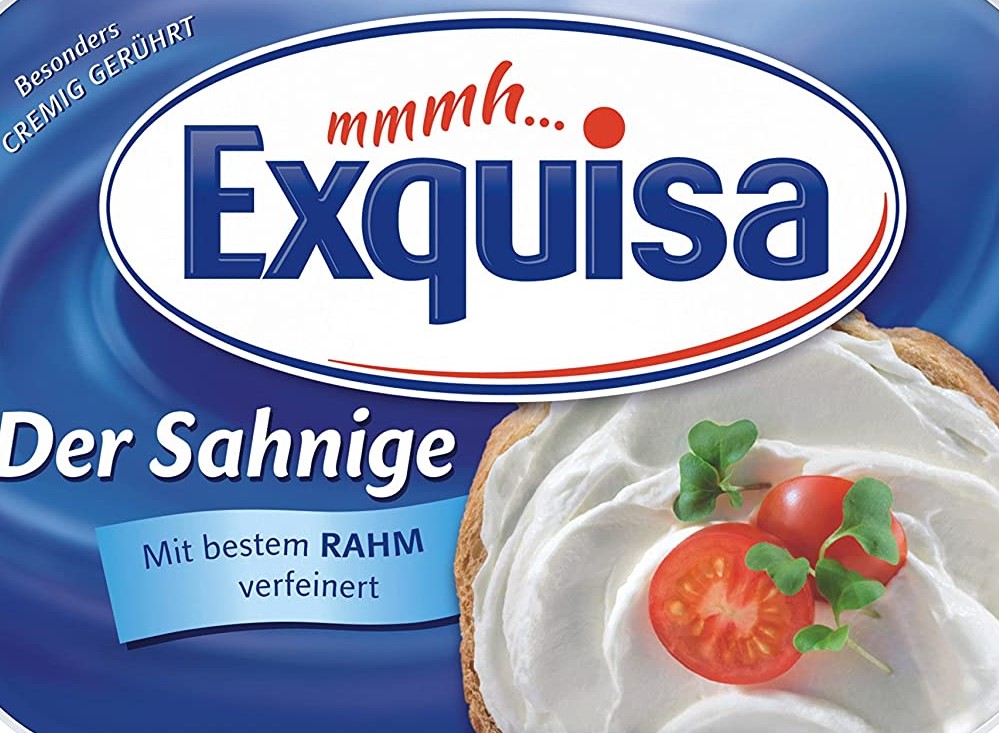 Besonders
CREMIG GERÜHRT
mmmh...
Exquisa
Der Sahnige
Mit bestem RAHM
verfeinert